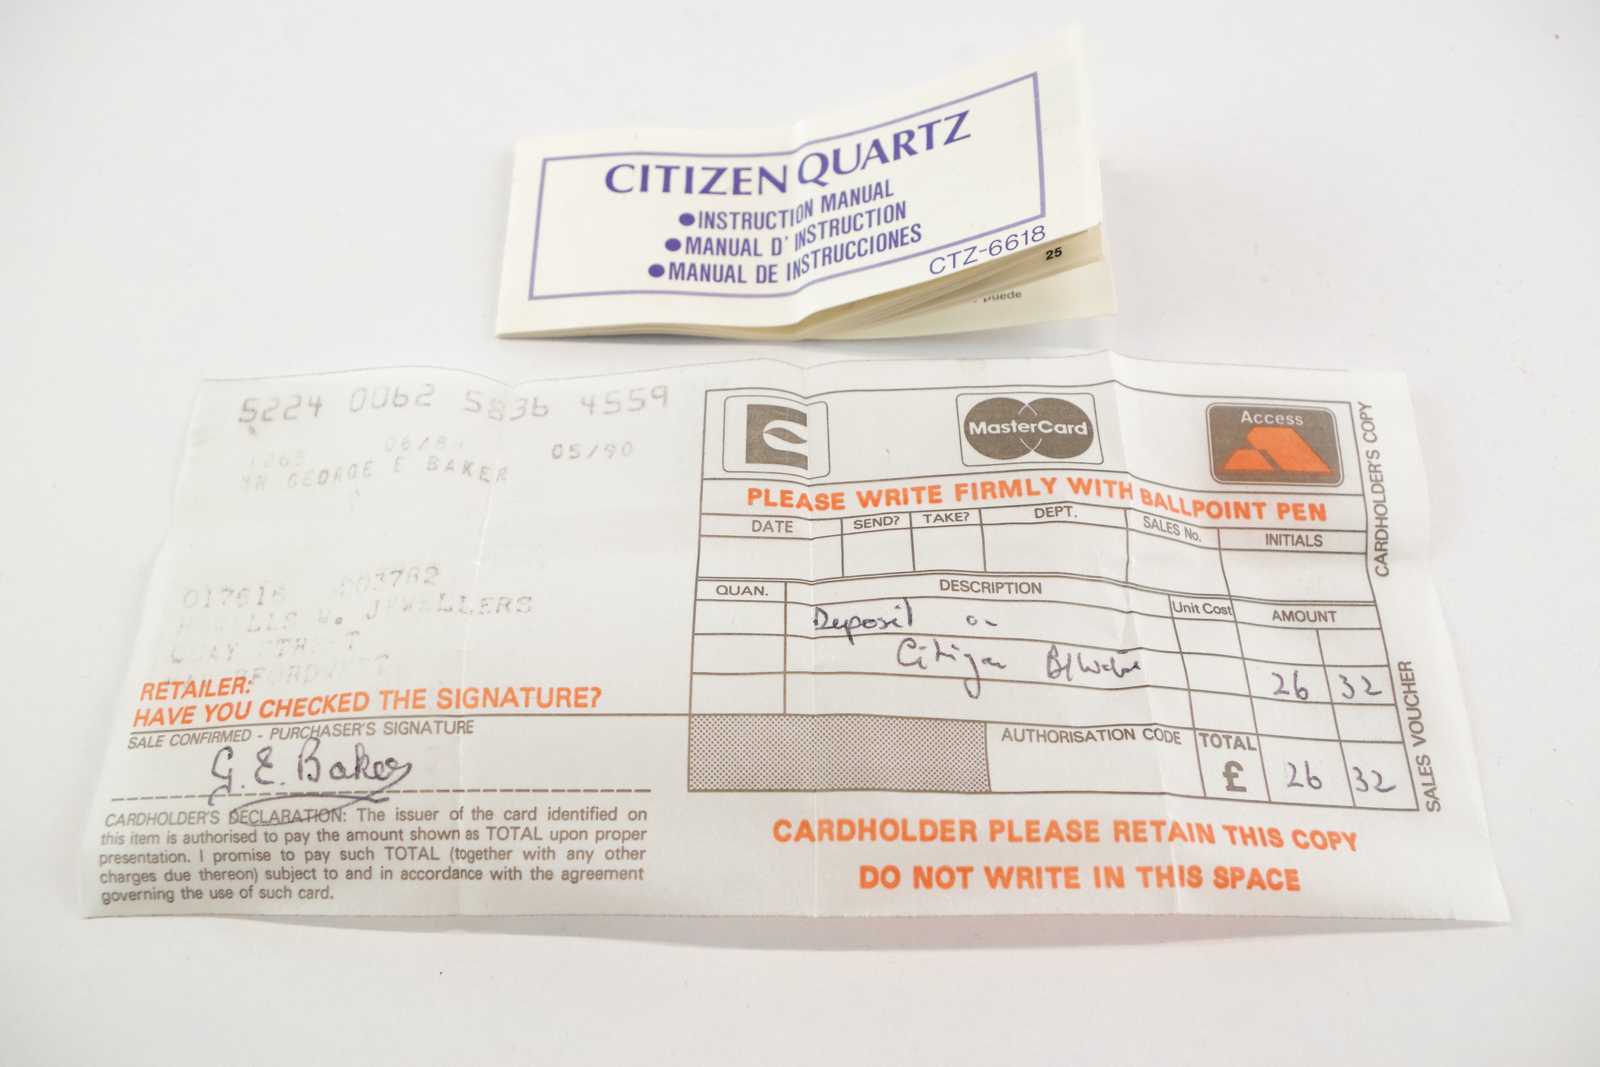 CITIZEN QUARTZ
●INSTRUCTION MANUAL
●MANUAL D'INSTRUCTION
●MANUAL DE INSTRUCCIONES
CTZ-6618
25
puede
5224 0062 5836 4559
05/90
MR GEORGE E BAKER
017616
JEWELLERS
RETAILER:
HAVE YOU CHECKED THE SIGNATURE?
SALE CONFIRMED - PURCHASER'S SIGNATURE
G. E. Baker
CARDHOLDER'S DECLARATION: The issuer of the card identified on
this item is authorised to pay the amount shown as TOTAL upon proper
presentation. I promise to pay such TOTAL (together with any other
charges due thereon) subject to and in accordance with the agreement
governing the use of such card.
MasterCard
Access
PLEASE WRITE FIRMLY WITH BALLPOINT PEN
DATE SEND? TAKE? DEPT. SALES No. INITIALS
QUAN. DESCRIPTION Unit Cost AMOUNT
Deposit on
Citizen
26 32
AUTHORISATION CODE TOTAL
£ 26 32
CARDHOLDER PLEASE RETAIN THIS COPY
DO NOT WRITE IN THIS SPACE
CARDHOLDER'S COPY
SALES VOUCHER